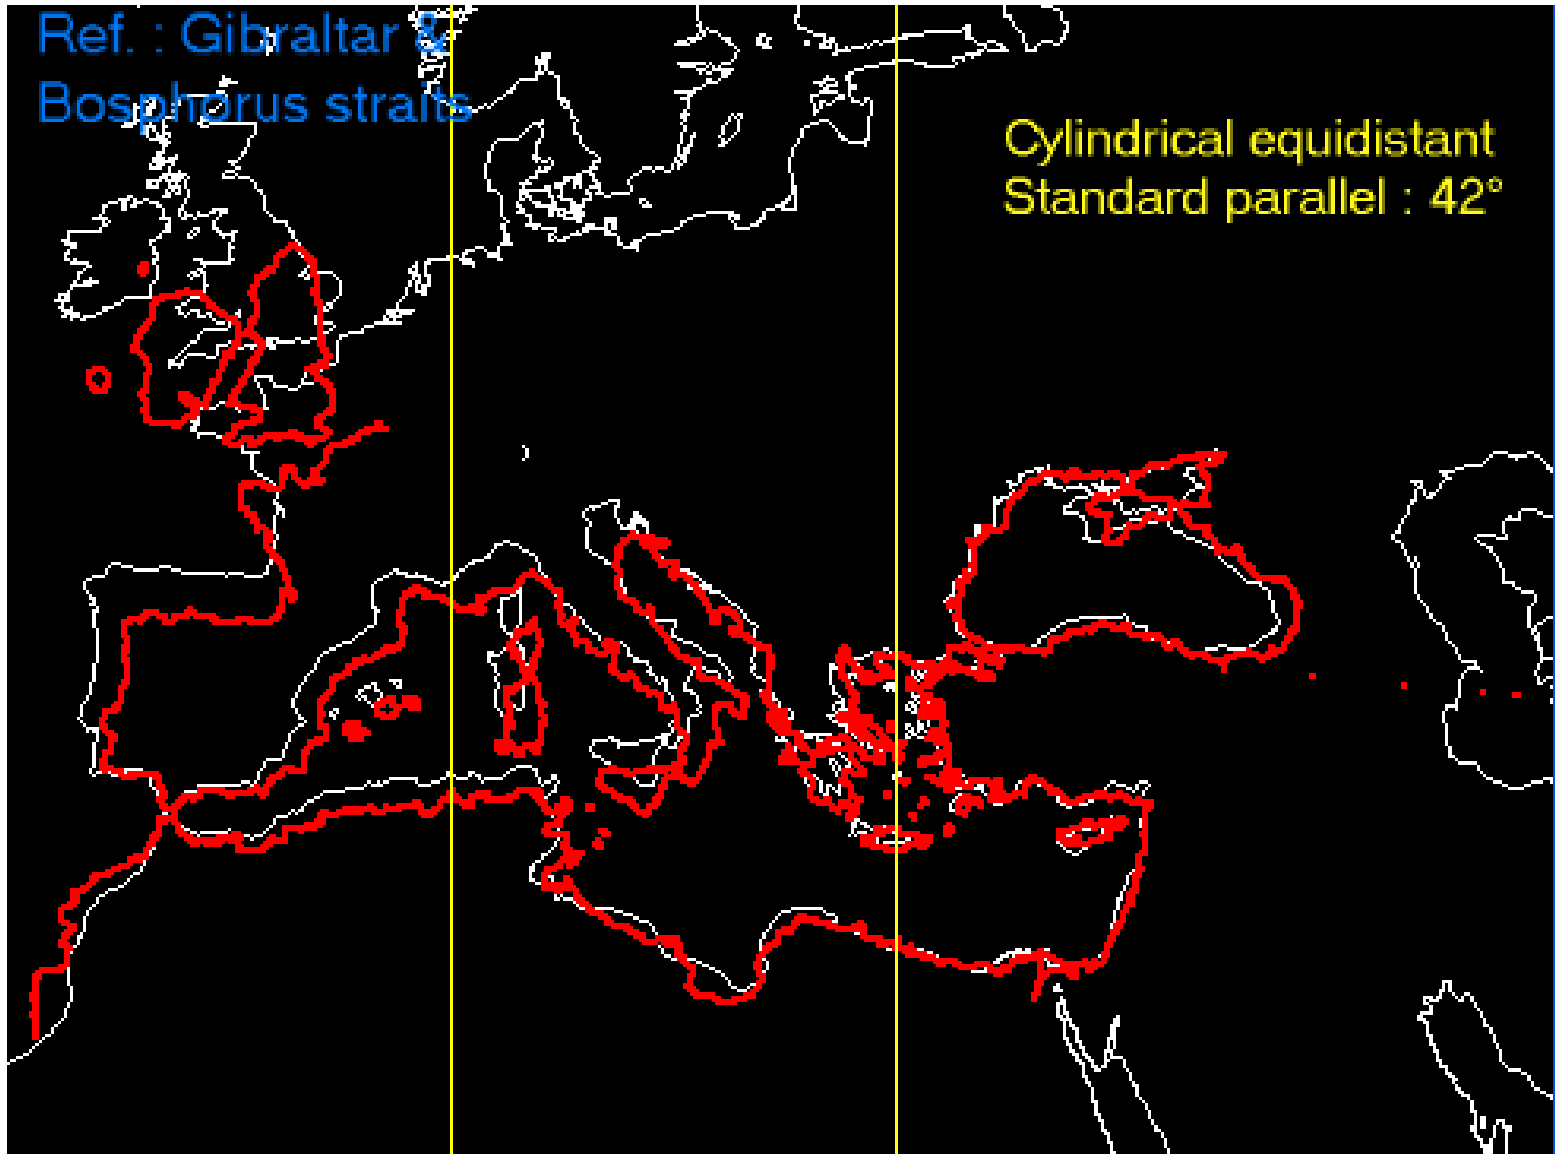 Ref. : Gibraltar &
Bosphorus straits
Cylindrical equidistant
Standard parallel : 42°